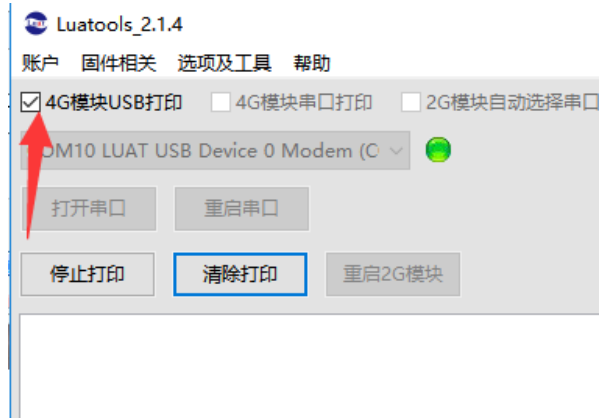 Luatools_2.1.4
账户 固件相关 选项及工具 帮助
4G模块USB打印 4G模块串口打印 2G模块自动选择串口
OM10 LUAT USB Device 0 Modem (C
打开串口 重启串口
停止打印 清除打印 重启2G模块